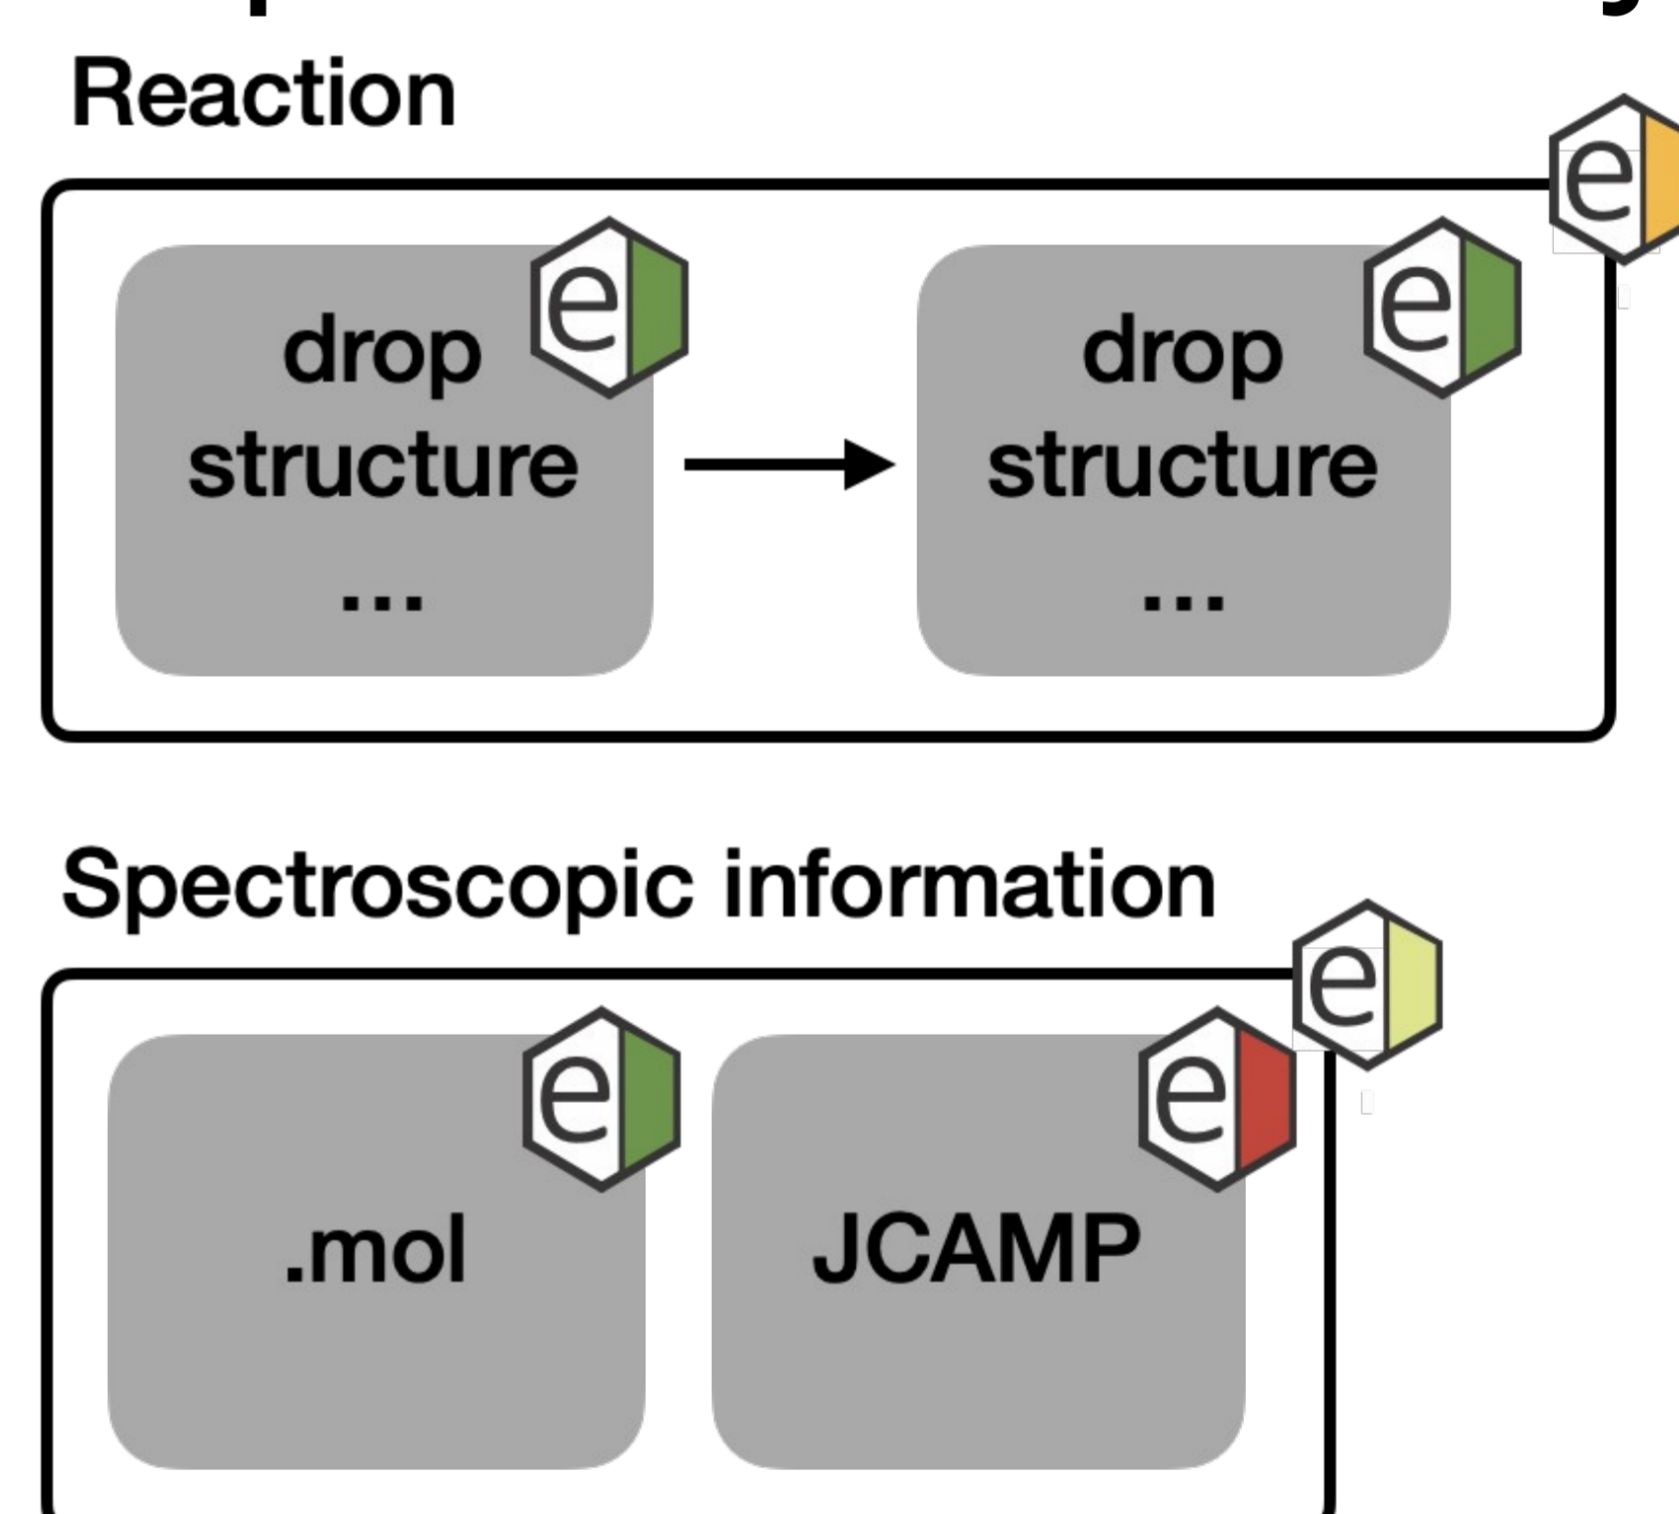 Reaction
e
e
e
drop
structure
...
drop
structure
...
Spectroscopic information
e
e
e
.mol
JCAMP